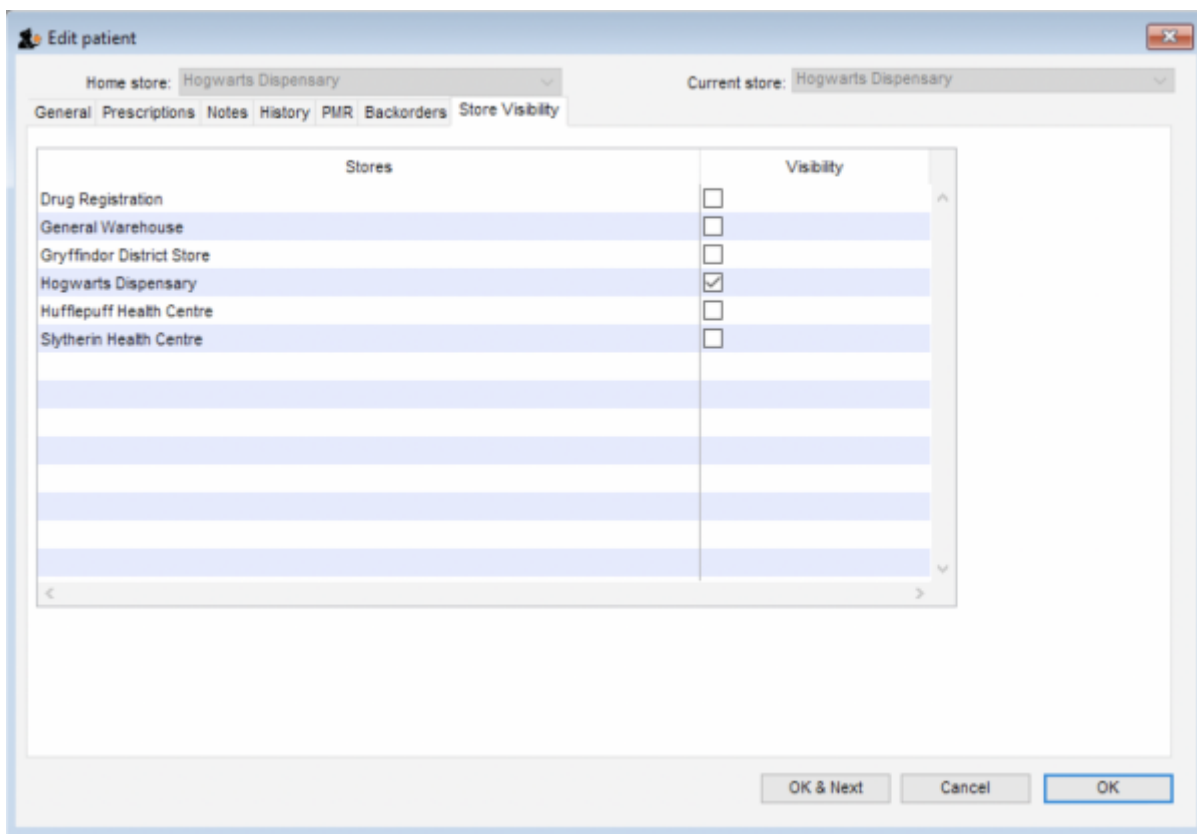 Edit patient
Home store: Hogwarts Dispensary Current store: Hogwarts Dispensary
General Prescriptions Notes History PMR Backorders Store Visibility
Stores Visibility
Drug Registration
General Warehouse
Gryffindor District Store
Hogwarts Dispensary
Hufflepuff Health Centre
Slytherin Health Centre
OK & Next Cancel OK